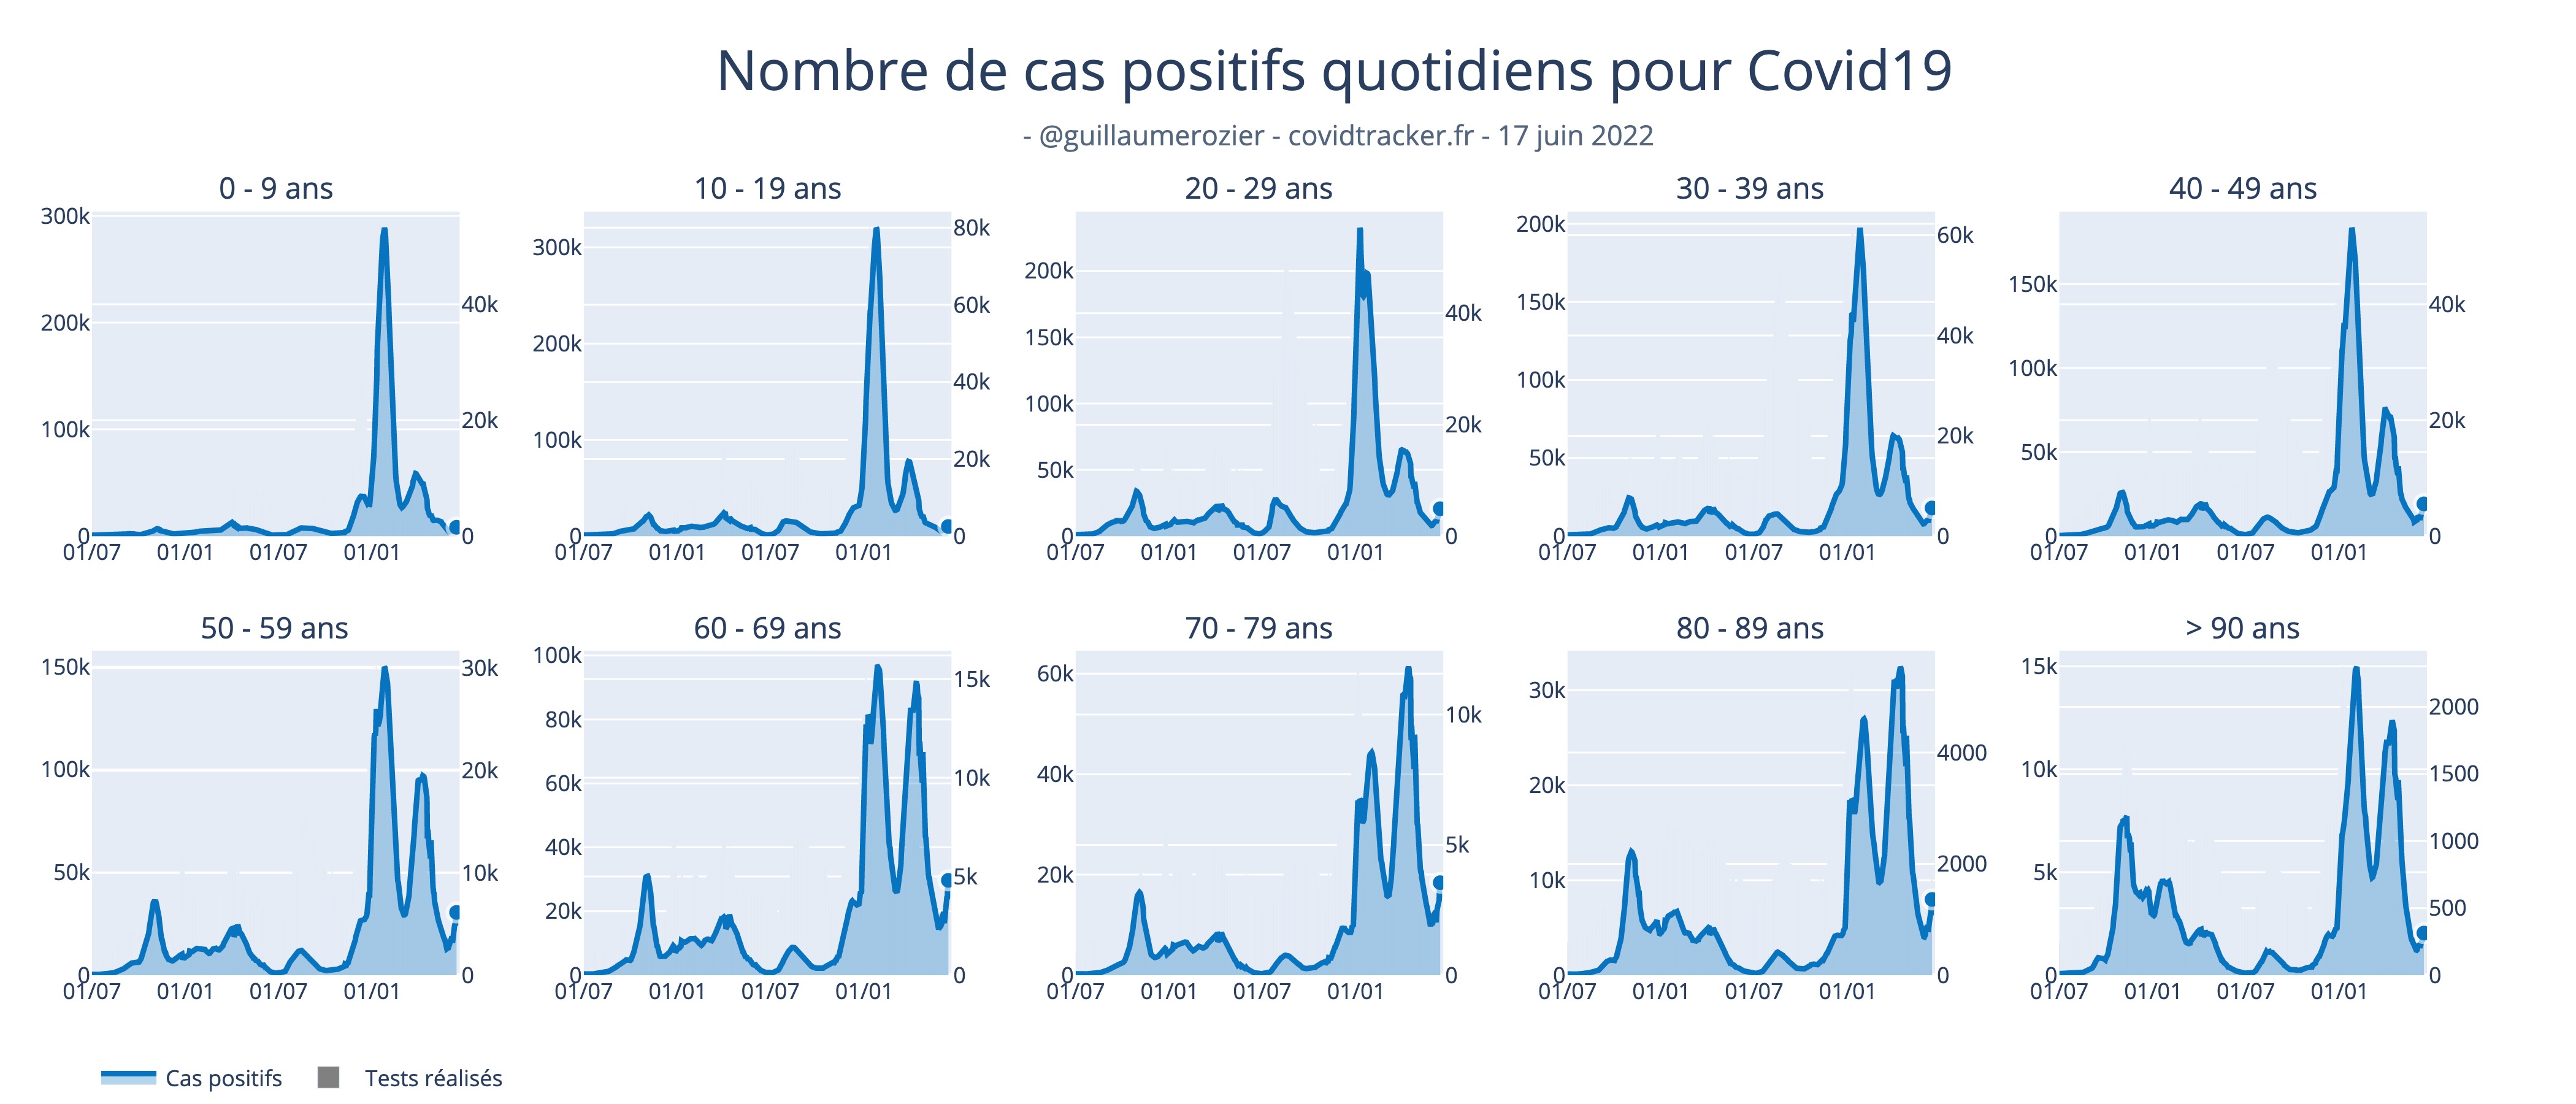 Nombre de cas positifs quotidiens pour Covid19
- @guillaumerozier - covidtracker.fr - 17 juin 2022
0 - 9 ans
300k
200k
100k
0
40k
20k
0
01/07 01/01 01/07 01/01
10 - 19 ans
300k
200k
100k
0
80k
60k
40k
20k
0
01/07 01/01 01/07 01/01
20 - 29 ans
200k
150k
100k
50k
0
40k
20k
0
01/07 01/01 01/07 01/01
30 - 39 ans
200k
150k
100k
50k
0
60k
40k
20k
0
01/07 01/01 01/07 01/01
40 - 49 ans
150k
100k
50k
0
40k
20k
0
01/07 01/01 01/07 01/01
50 - 59 ans
150k
100k
50k
0
30k
20k
10k
0
01/07 01/01 01/07 01/01
60 - 69 ans
100k
80k
60k
40k
20k
0
15k
10k
5k
0
01/07 01/01 01/07 01/01
70 - 79 ans
60k
40k
20k
0
10k
5k
0
01/07 01/01 01/07 01/01
80 - 89 ans
30k
20k
10k
0
4000
2000
0
01/07 01/01 01/07 01/01
> 90 ans
15k
10k
5k
0
2000
1500
1000
500
0
01/07 01/01 01/07 01/01
Cas positifs Tests réalisés